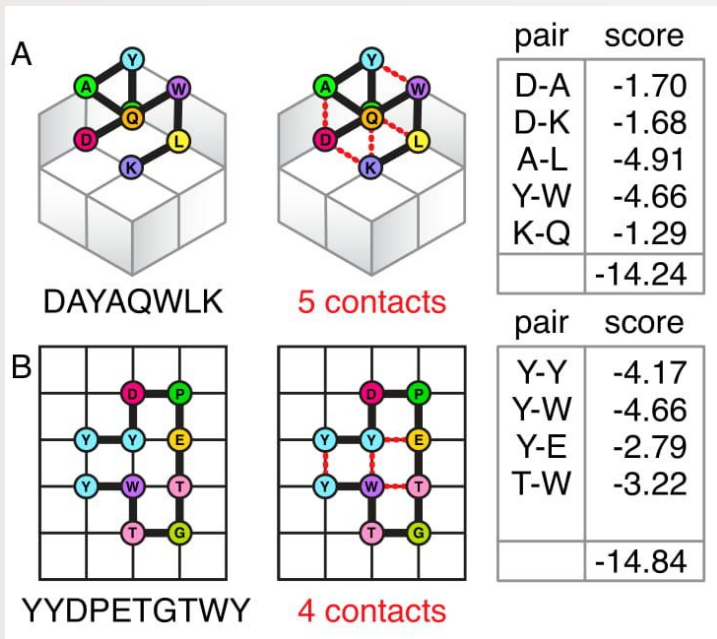 A
Y
A
W
Q
D
L
K
DAYAQWLK
Y
A
W
Q
D
L
K
5 contacts
pair score
D-A -1.70
D-K -1.68
A-L -4.91
Y-W -4.66
K-Q -1.29
-14.24
B
D P
Y Y E
Y W T
T G
YYDPETGTWY
D P
Y Y E
Y W T
T G
4 contacts
pair score
Y-Y -4.17
Y-W -4.66
Y-E -2.79
T-W -3.22
-14.84